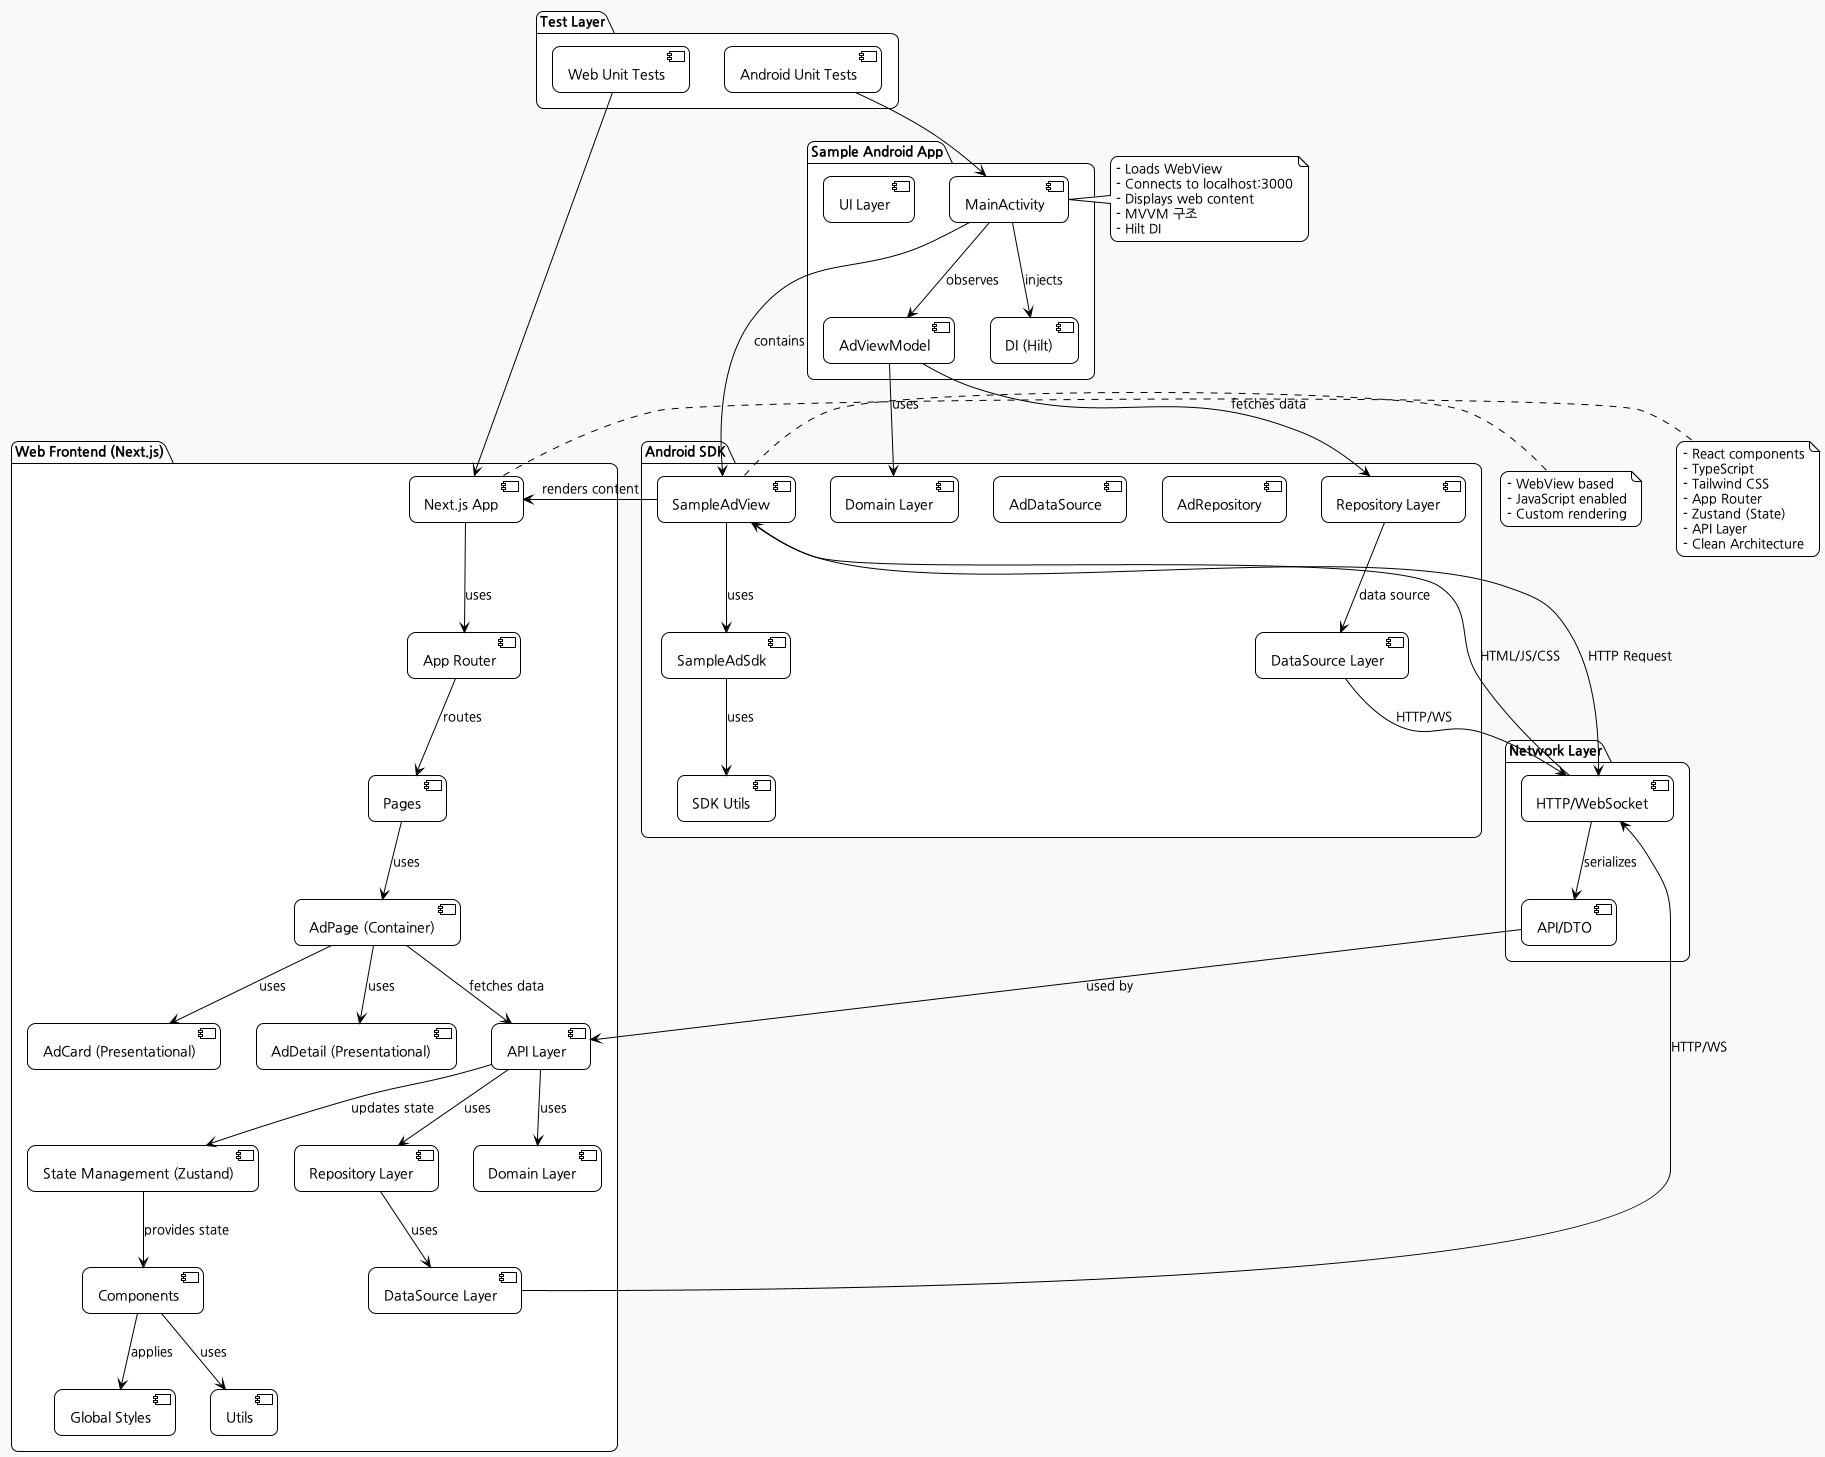 Test Layer
Web Unit Tests
Android Unit Tests
Sample Android App
UI Layer
MainActivity
- Loads WebView
- Connects to localhost:3000
- Displays web content
- MVVM 구조
- Hilt DI
observes
injects
contains
AdViewModel
DI (Hilt)
uses
fetches data
Web Frontend (Next.js)
Android SDK
Next.js App
renders content
SampleAdView
Domain Layer
AdDataSource
AdRepository
Repository Layer
- WebView based
- JavaScript enabled
- Custom rendering
- React components
- TypeScript
- Tailwind CSS
- App Router
- Zustand (State)
- API Layer
- Clean Architecture
uses
uses
data source
App Router
SampleAdSdk
DataSource Layer
HTML/JS/CSS
HTTP Request
routes
uses
HTTP/WS
Network Layer
Pages
SDK Utils
HTTP/WebSocket
uses
serializes
AdPage (Container)
API/DTO
uses
uses
fetches data
used by
AdCard (Presentational)
AdDetail (Presentational)
API Layer
HTTP/WS
updates state
uses
uses
State Management (Zustand)
Repository Layer
Domain Layer
provides state
uses
Components
DataSource Layer
applies
uses
Global Styles
Utils